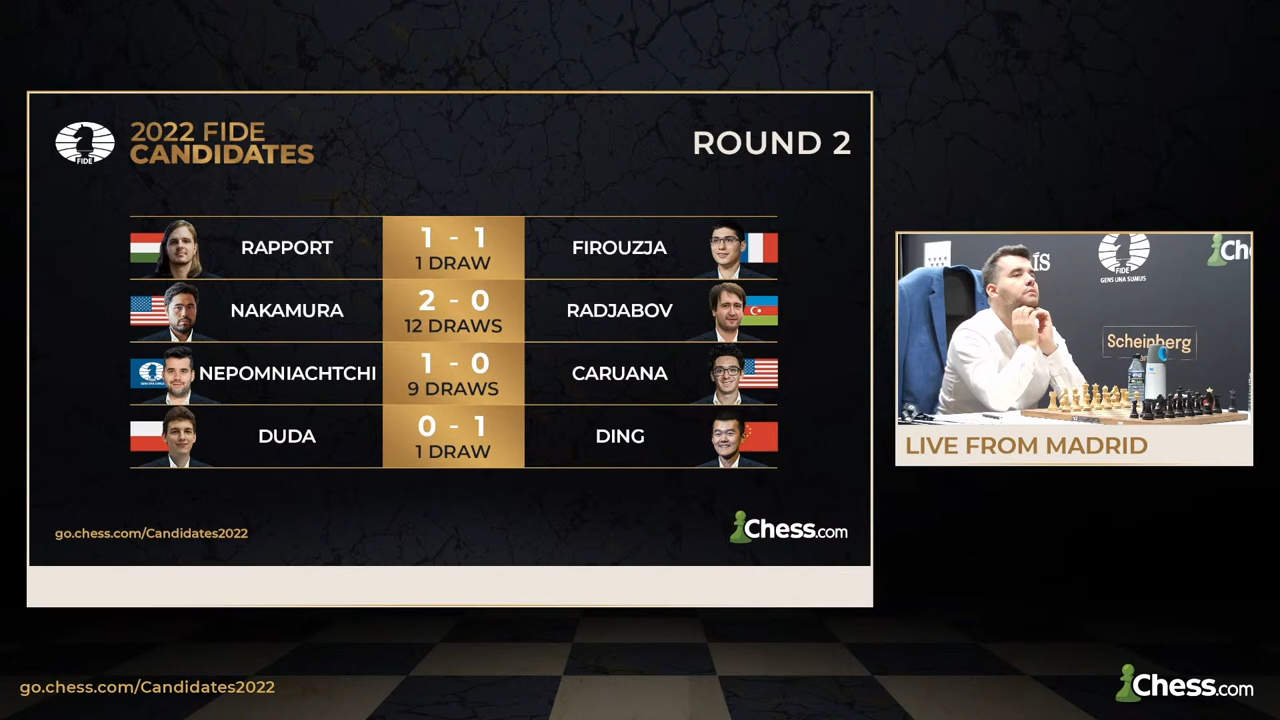 2022 FIDE
CANDIDATES
FIDE
ROUND 2
RAPPORT
1 - 1
1 DRAW
FIROUZJA
NAKAMURA
2 - 0
12 DRAWS
RADJABOV
NEPOMNIACHTCHI
1 - 0
9 DRAWS
CARUANA
DUDA
0 - 1
1 DRAW
DING
go.chess.com/Candidates2022
Chess.com
FIDE
GENS UNA SUMUS
Ch
Scheinberg
LIVE FROM MADRID
go.chess.com/Candidates2022
Chess.com